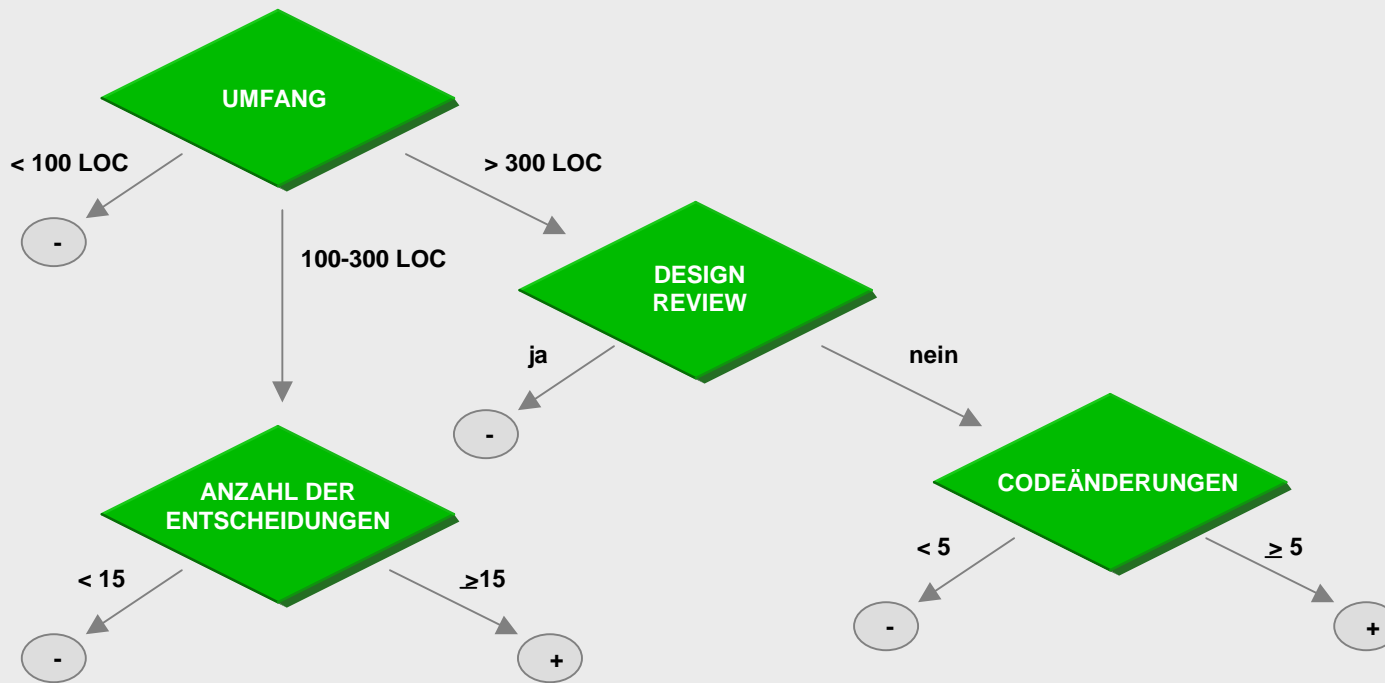 UMFANG
< 100 LOC
> 300 LOC
-
100-300 LOC
DESIGN
REVIEW
ja
nein
-
ANZAHL DER
ENTSCHEIDUNGEN
CODEÄNDERUNGEN
< 15
≥15
< 5
≥ 5
-
+
-
+